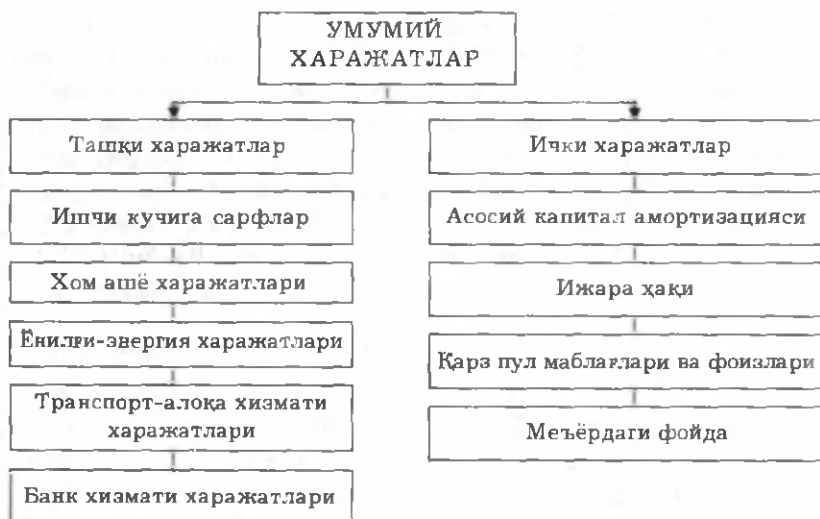 УМУМИЙ
ХАРАЖАТЛАР
Ташқи харажатлар
Ишчи кучига сарфлар
Хом ашё харажатлари
Ёнилғи-энергия харажатлари
Транспорт-алоқа хизмати
харажатлари
Банк хизмати харажатлари
Ички харажатлар
Асосий капитал амортизацияси
Ижара ҳақи
Қарз пул маблағлари ва фоизлари
Меъёрдаги фойда